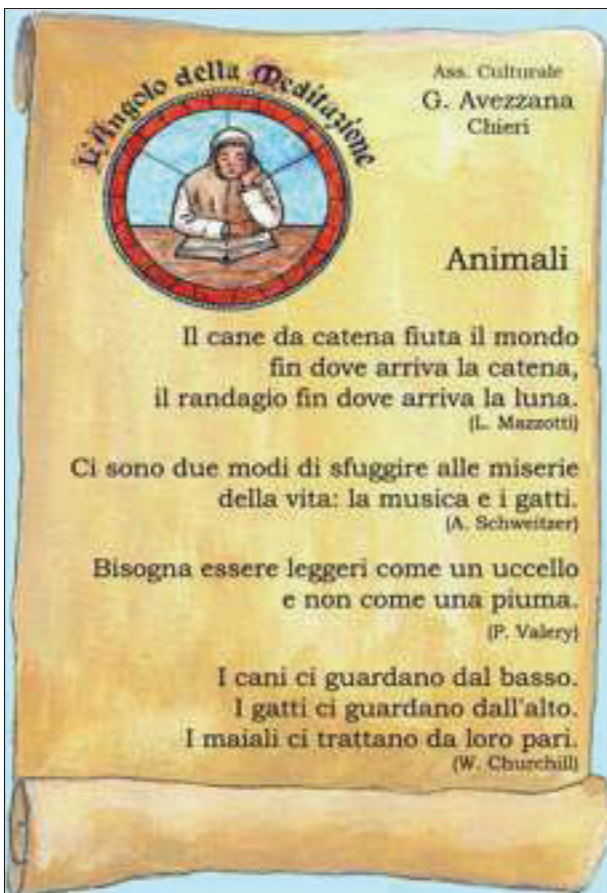 L'Angolo della Meditazione
Ass. Culturale
G. Avezzana
Chieri
Animali
Il cane da catena fiuta il mondo
fin dove arriva la catena,
il randagio fin dove arriva la luna.
(L. Mazzotti)
Ci sono due modi di sfuggire alle miserie
della vita: la musica e i gatti.
(A. Schweitzer)
Bisogna essere leggeri come un uccello
e non come una piuma.
(P. Valery)
I cani ci guardano dal basso.
I gatti ci guardano dall'alto.
I maiali ci trattano da loro pari.
(W. Churchill)